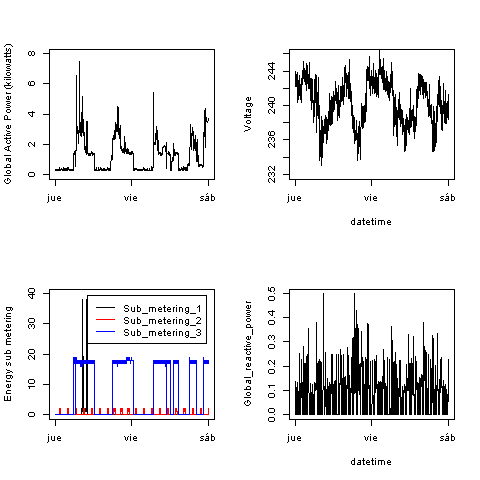 Global Active Power (kilowatts)
0 2 4 6 8
jue vie sáb
Voltage
232 236 240 244
jue vie sáb
datetime
Energy sub metering
0 10 20 30 40
Sub_metering_1
Sub_metering_2
Sub_metering_3
jue vie sáb
Global_reactive_power
0.0 0.1 0.2 0.3 0.4 0.5
jue vie sáb
datetime